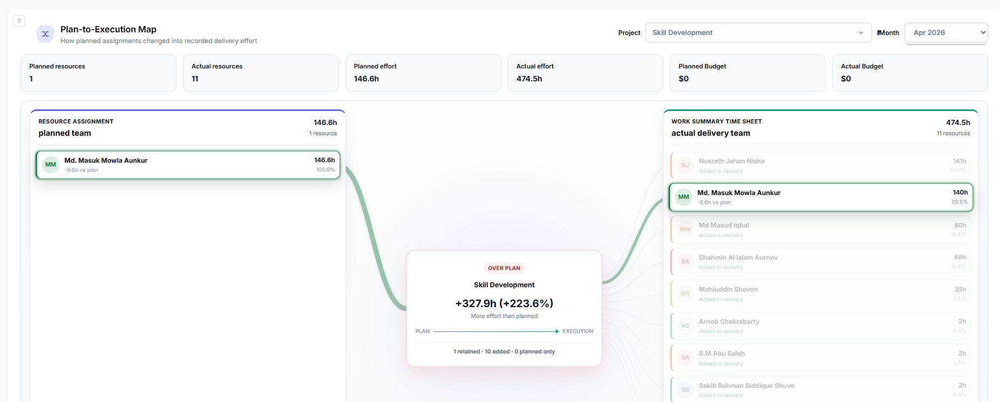 Plan-to-Execution Map
How planned assignments changed into recorded delivery effort
Project
Skill Development
Month
Apr 2026
Planned resources
1
Actual resources
11
Planned effort
146.6h
Actual effort
474.5h
Planned Budget
$0
Actual Budget
$0
RESOURCE ASSIGNMENT
146.6h
planned team
1 resource
MM
Md. Masuk Mowla Aunkur
146.6h
-6.6h vs plan
100.0%
OVER PLAN
Skill Development
+327.9h (+223.6%)
More effort than planned
PLAN
EXECUTION
1 retained · 10 added · 0 planned only
WORK SUMMARY TIME SHEET
474.5h
actual delivery team
11 resources
NJ
Nusrath Jahan Nisha
141h
Added in delivery
29.7%
MM
Md. Masuk Mowla Aunkur
140h
-6.6h vs plan
29.5%
MM
Md Masud Iqbal
80h
Added in delivery
16.9%
SA
Shahmin Al Islam Aurnov
68h
Added in delivery
14.3%
MS
Mohiuddin Shovon
35h
Added in delivery
7.4%
AC
Arnob Chakrabarty
2h
Added in delivery
0.4%
SA
S.M Abu Saleh
2h
Added in delivery
0.4%
SR
Sakib Rahman Siddique Shuvo
2h
Added in delivery
0.4%